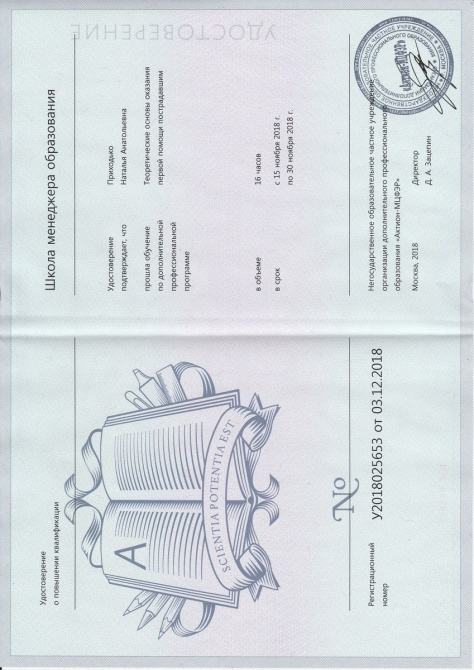 Удостоверение
о повышении квалификации
А
SCIENTIA POTENTIA EST
№
Регистрационный
номер
У2018025653 от 03.12.2018
УДОСТОВЕРЕНИЕ
Школа менеджера образования
Удостоверение
подтверждает, что
Приходько
Наталья Анатольевна
прошла обучение
по дополнительной
профессиональной
программе
Теоретические основы оказания
первой помощи пострадавшим
в объеме
16 часов
в срок
с 15 ноября 2018 г.
по 30 ноября 2018 г.
Негосударственное образовательное частное учреждение
организации дополнительного профессионального
образования «Актион-МЦФЭР»
Москва, 2018
Директор
Д. А. Зацепин
«Актион-МЦФЭР»